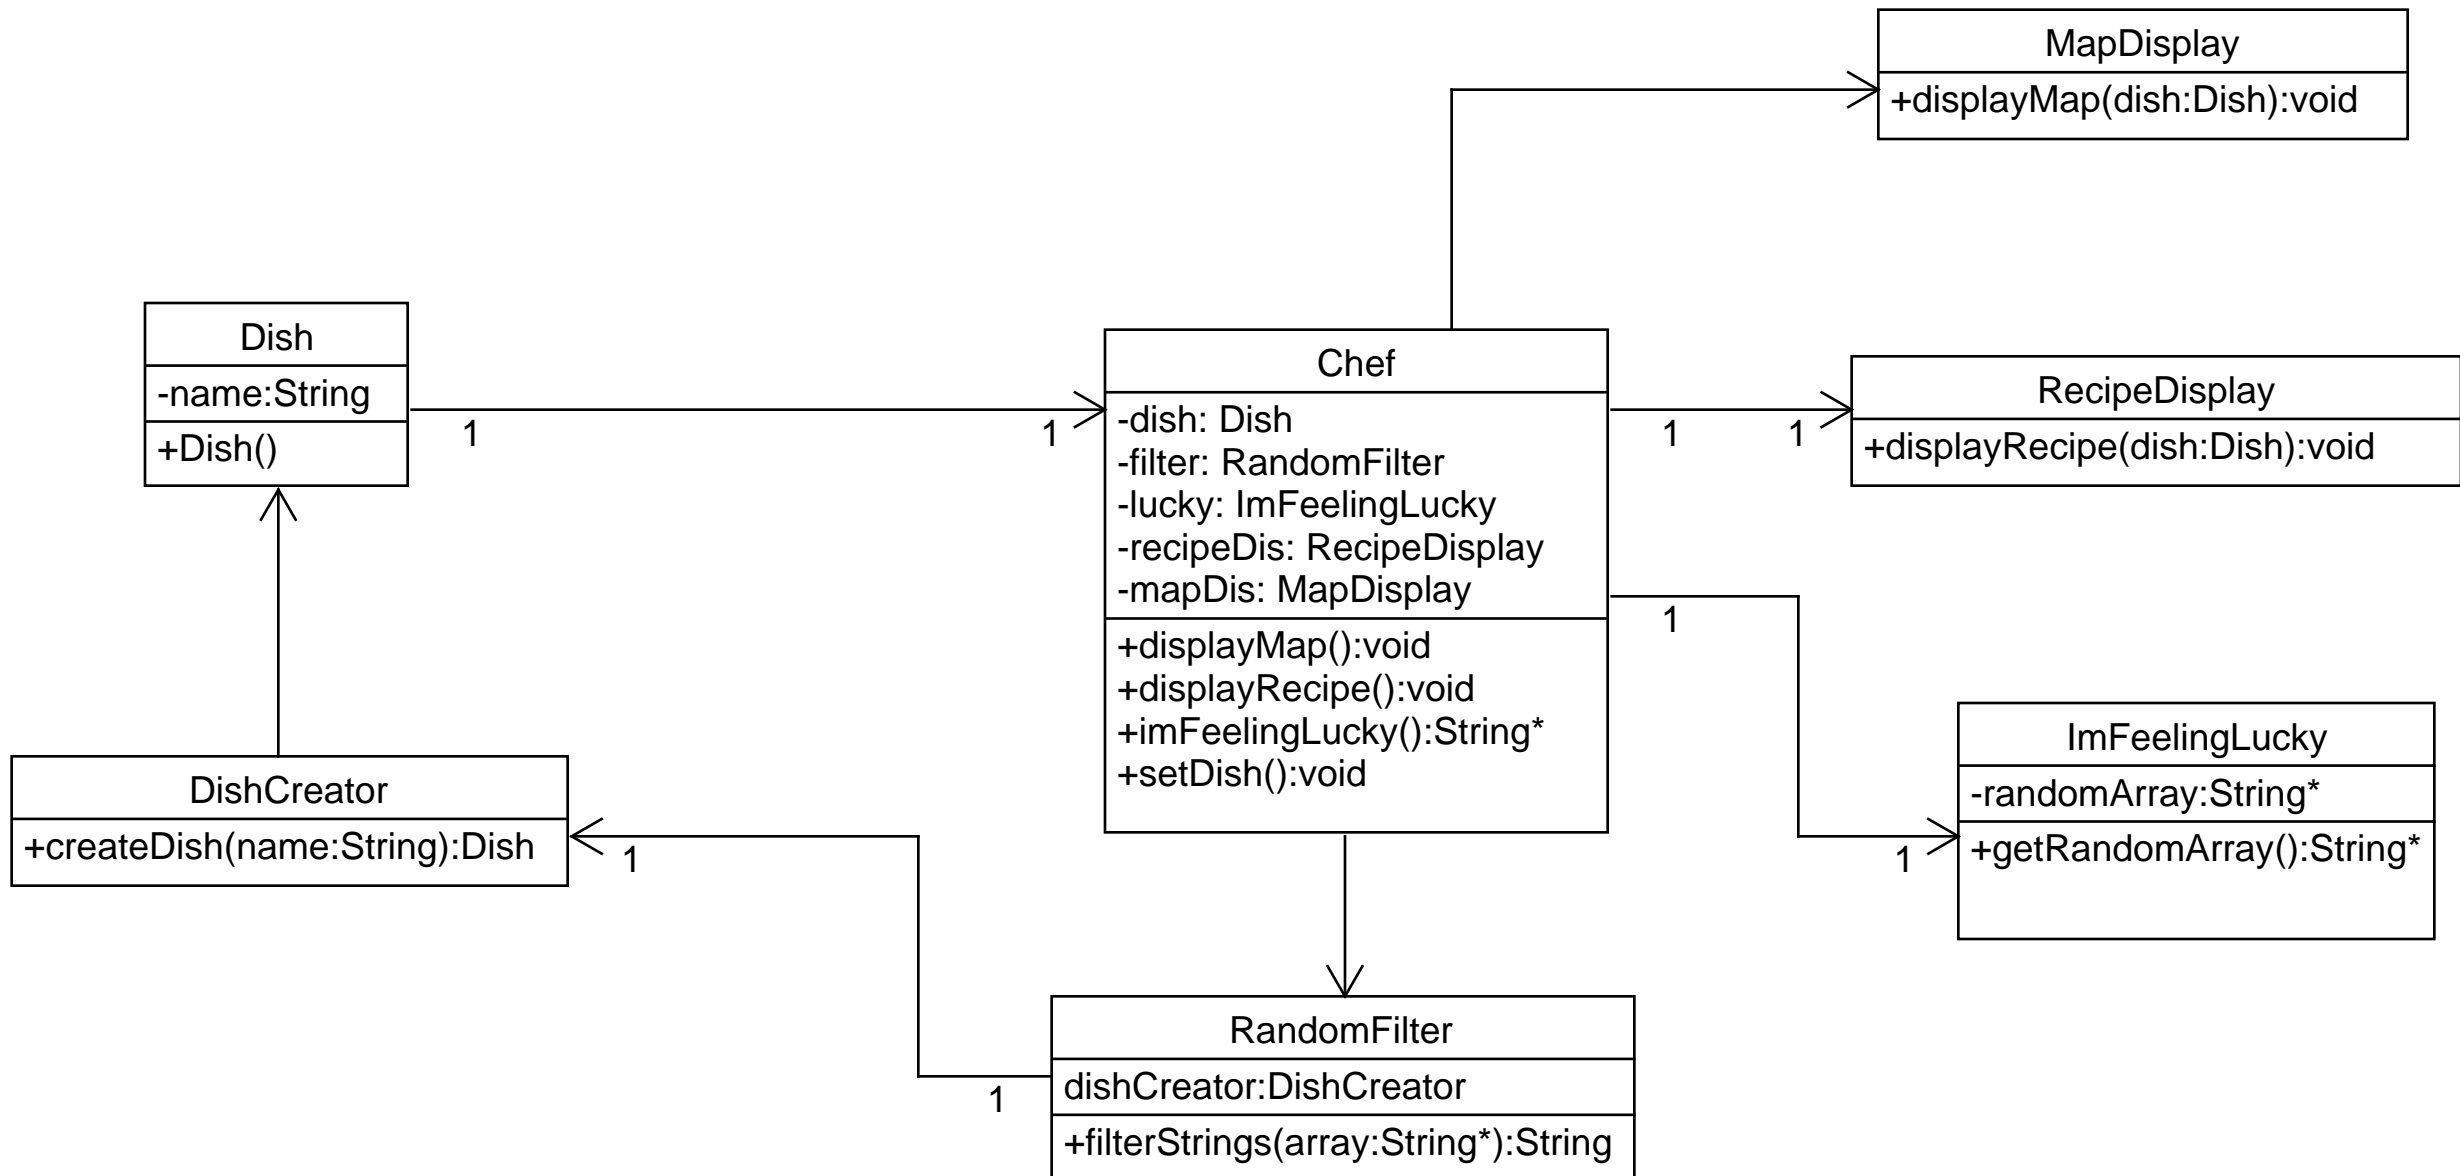 MapDisplay
+displayMap(dish:Dish):void
Dish
-name:String
+Dish()
1
1
Chef
-dish: Dish
-filter: RandomFilter
-lucky: ImFeelingLucky
-recipeDis: RecipeDisplay
-mapDis: MapDisplay
+displayMap():void
+displayRecipe():void
+imFeelingLucky():String*
+setDish():void
1
1
RecipeDisplay
+displayRecipe(dish:Dish):void
1
1
ImFeelingLucky
-randomArray:String*
+getRandomArray():String*
DishCreator
+createDish(name:String):Dish
1
1
RandomFilter
dishCreator:DishCreator
+filterStrings(array:String*):String